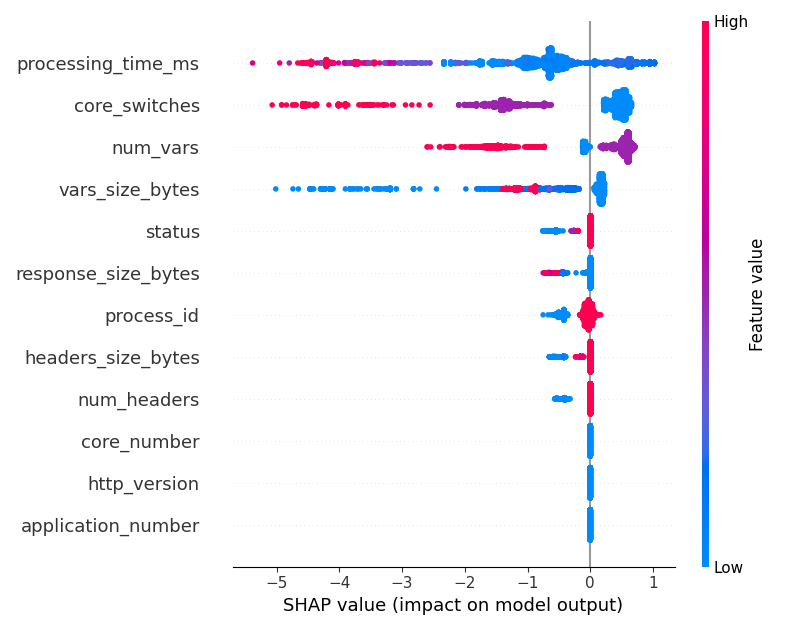 High
processing_time_ms
core_switches
num_vars
vars_size_bytes
status
response_size_bytes
process_id
headers_size_bytes
num_headers
core_number
http_version
application_number
Feature value
Low
−5 −4 −3 −2 −1 0 1
SHAP value (impact on model output)